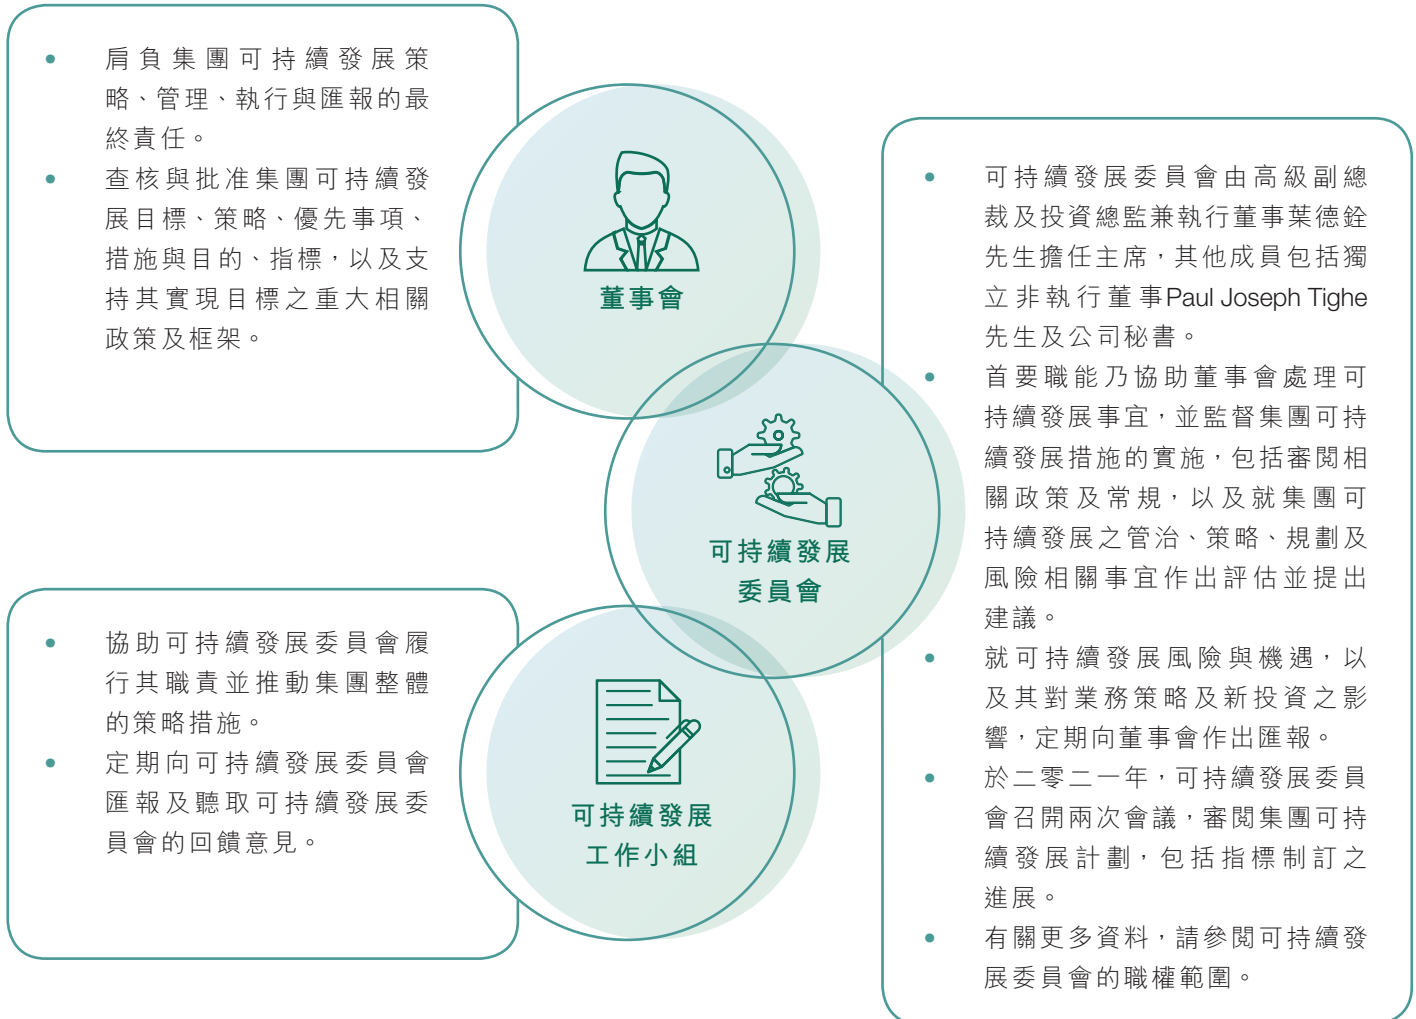 • 肩負集團可持續發展策
略、管理、執行與匯報的最
終責任。
• 查核與批准集團可持續發
展目標、策略、優先事項、
措施與目的、指標，以及支
持其實現目標之重大相關
政策及框架。
董事會
• 可持續發展委員會由高級副總
裁及投資總監兼執行董事葉德銓
先生擔任主席，其他成員包括獨
立非執行董事Paul Joseph Tighe
先生及公司秘書。
• 首要職能乃協助董事會處理可
持續發展事宜，並監督集團可持
續發展措施的實施，包括審閱相
關政策及常規，以及就集團可
持續發展之管治、策略、規劃及
風險相關事宜作出評估並提出
建議。
• 就可持續發展風險與機遇，以
及其對業務策略及新投資之影
響，定期向董事會作出匯報。
• 於二零二一年，可持續發展委員
會召開兩次會議，審閱集團可持
續發展計劃，包括指標制訂之
進展。
• 有關更多資料，請參閱可持續發
展委員會的職權範圍。
可持續發展
委員會
• 協助可持續發展委員會履
行其職責並推動集團整體
的策略措施。
• 定期向可持續發展委員會
匯報及聽取可持續發展委
員會的回饋意見。
可持續發展
工作小組